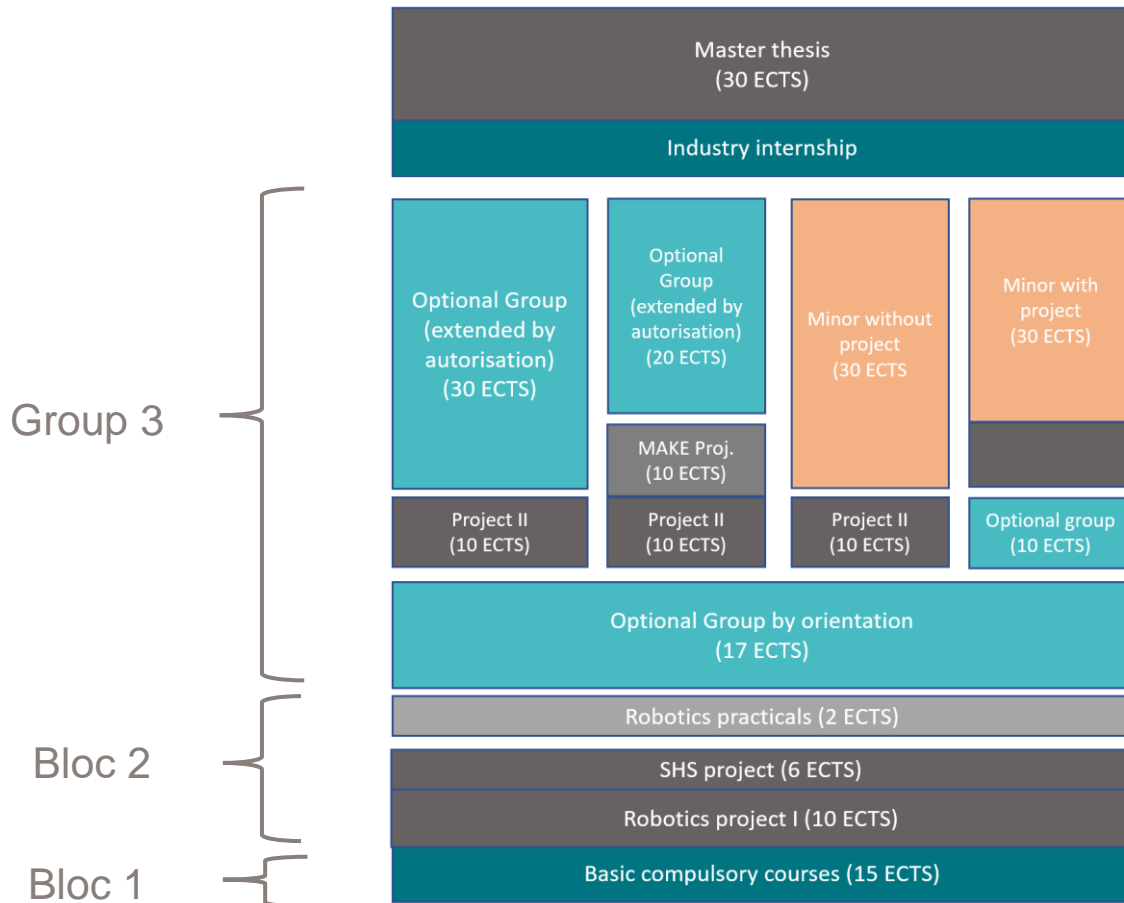 Master thesis
(30 ECTS)
Industry internship
Group 3
Optional Group
(extended by
autorisation)
(30 ECTS)
Optional
Group
(extended by
autorisation)
(20 ECTS)
MAKE Proj.
(10 ECTS)
Minor without
project
(30 ECTS
Minor with
project
(30 ECTS)
Project II
(10 ECTS)
Project II
(10 ECTS)
Project II
(10 ECTS)
Optional group
(10 ECTS)
Optional Group by orientation
(17 ECTS)
Bloc 2
Robotics practicals (2 ECTS)
SHS project (6 ECTS)
Robotics project I (10 ECTS)
Bloc 1
Basic compulsory courses (15 ECTS)